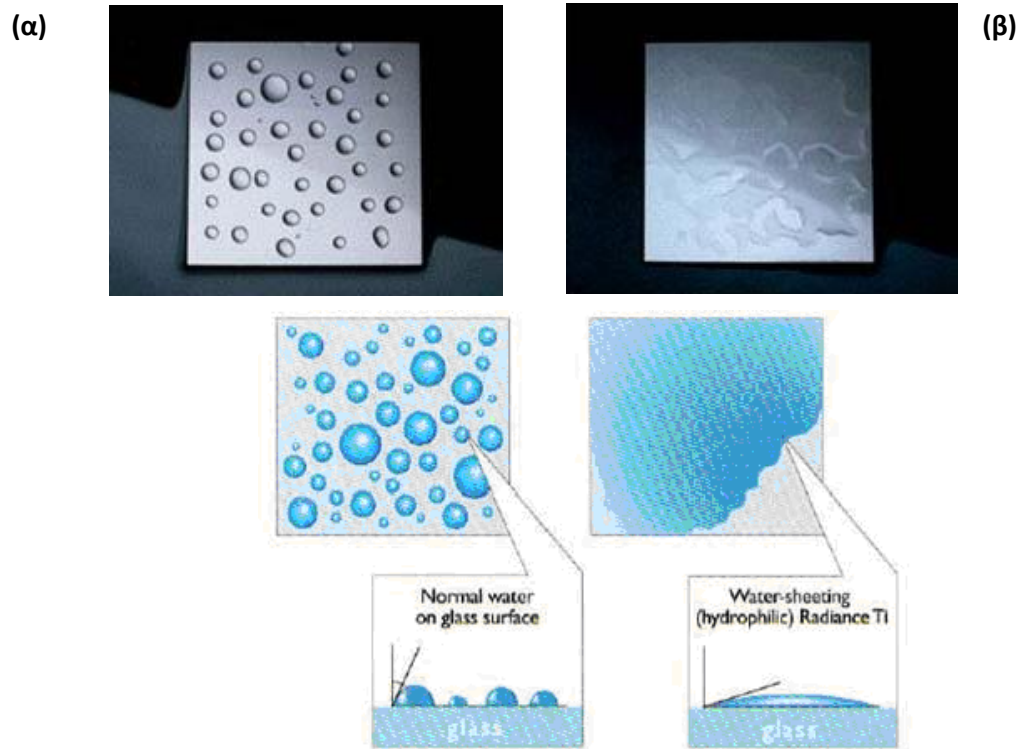 (α)
(β)
Normal water
on glass surface
glass
Water-sheeting
(hydrophilic) Radiance Ti
glass